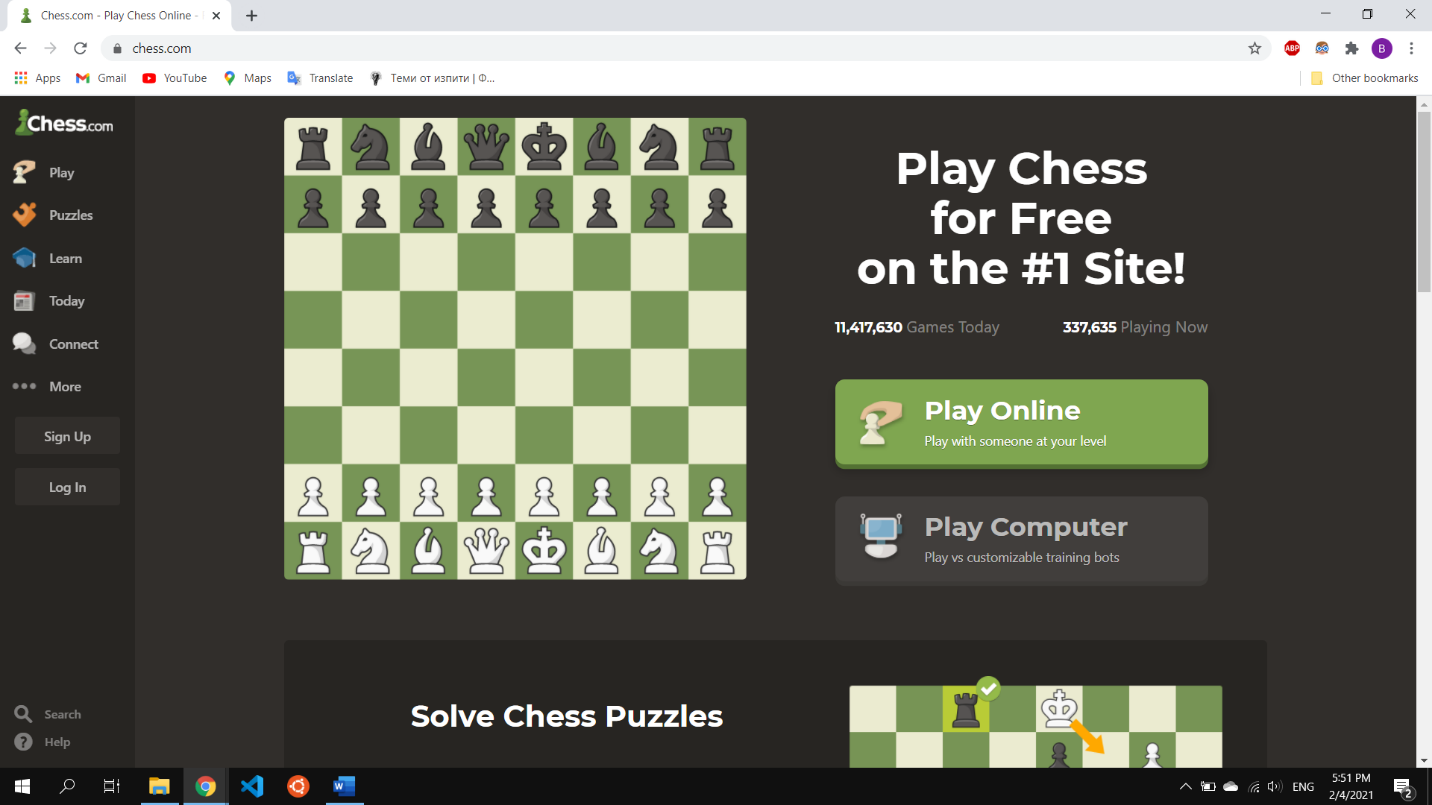 Chess.com - Play Chess Online -
chess.com
ABP
B
Apps
Gmail
YouTube
Maps
Translate
Теми от изпити | Ф...
Other bookmarks
Chess.com
Play
Puzzles
Learn
Today
Connect
More
Sign Up
Log In
Search
Help
Play Chess
for Free
on the #1 Site!
11,417,630 Games Today
337,635 Playing Now
Play Online
Play with someone at your level
Play Computer
Play vs customizable training bots
Solve Chess Puzzles
W
ENG
5:51 PM
2/4/2021
2